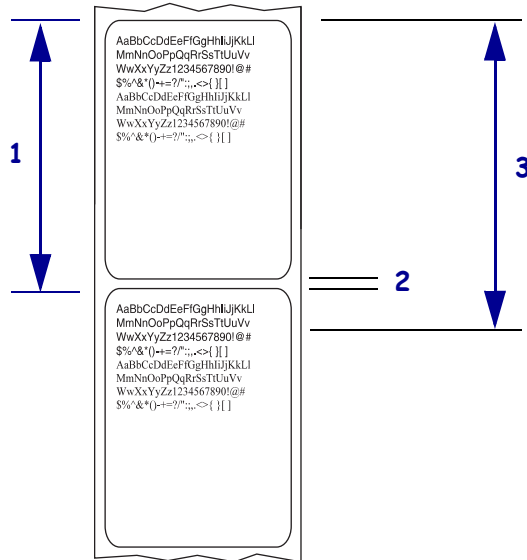 AaBbCcDdEeFfGgHhIiJjKkLl
MmNnOoPpQqRrSsTtUuVv
WwXxYyZz1234567890!@#
$%^&*()-+=?/":;,.<>{ }[ ]
AaBbCcDdEeFfGgHhIiJjKkLl
MmNnOoPpQqRrSsTtUuVv
WwXxYyZz1234567890!@#
$%^&*()-+=?/":;,.<>{ }[ ]
1
3
2
AaBbCcDdEeFfGgHhIiJjKkLl
MmNnOoPpQqRrSsTtUuVv
WwXxYyZz1234567890!@#
$%^&*()-+=?/":;,.<>{ }[ ]
AaBbCcDdEeFfGgHhIiJjKkLl
MmNnOoPpQqRrSsTtUuVv
WwXxYyZz1234567890!@#
$%^&*()-+=?/":;,.<>{ }[ ]